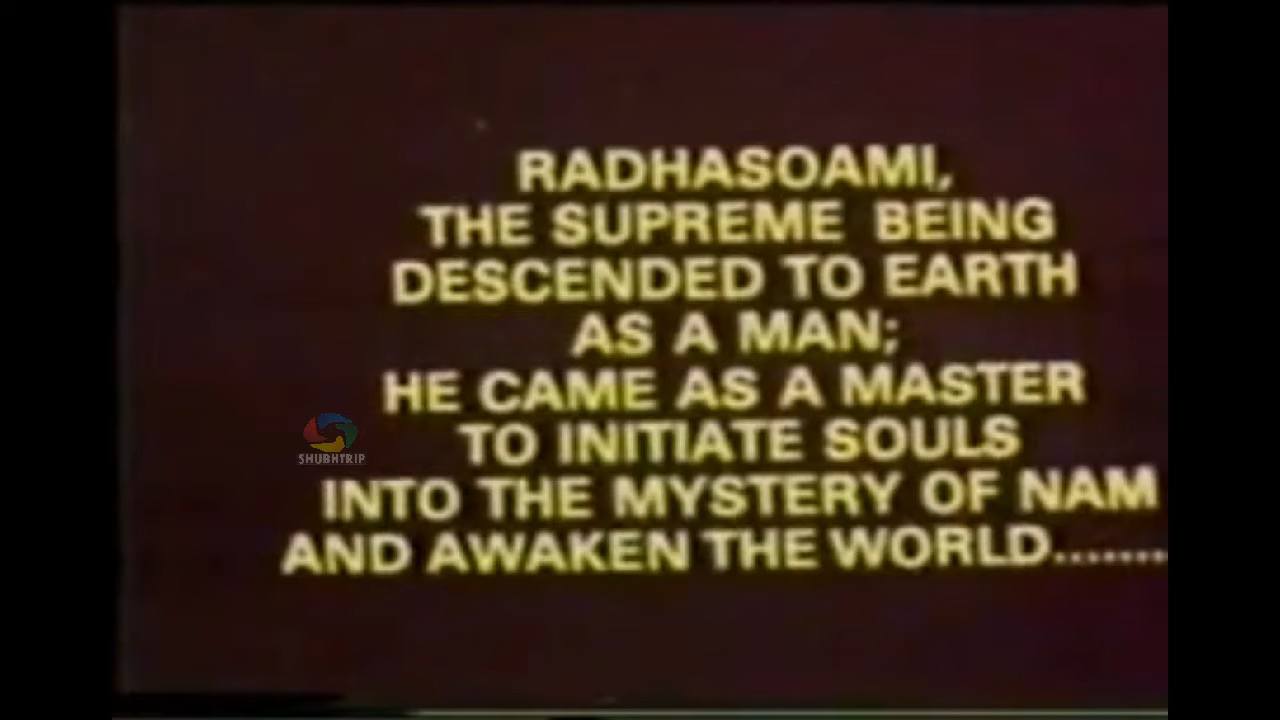 RADHASOAMI,
THE SUPREME BEING
DESCENDED TO EARTH
AS A MAN;
HE CAME AS A MASTER
TO INITIATE SOULS
INTO THE MYSTERY OF NAM
AND AWAKEN THE WORLD.......
SHUBHTRIP